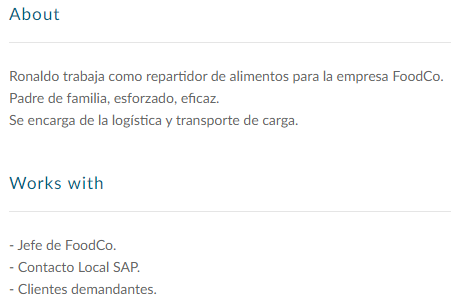 About
Ronaldo trabaja como repartidor de alimentos para la empresa FoodCo.
Padre de familia, esforzado, eficaz.
Se encarga de la logística y transporte de carga.
Works with
- Jefe de FoodCo.
- Contacto Local SAP.
- Clientes demandantes.